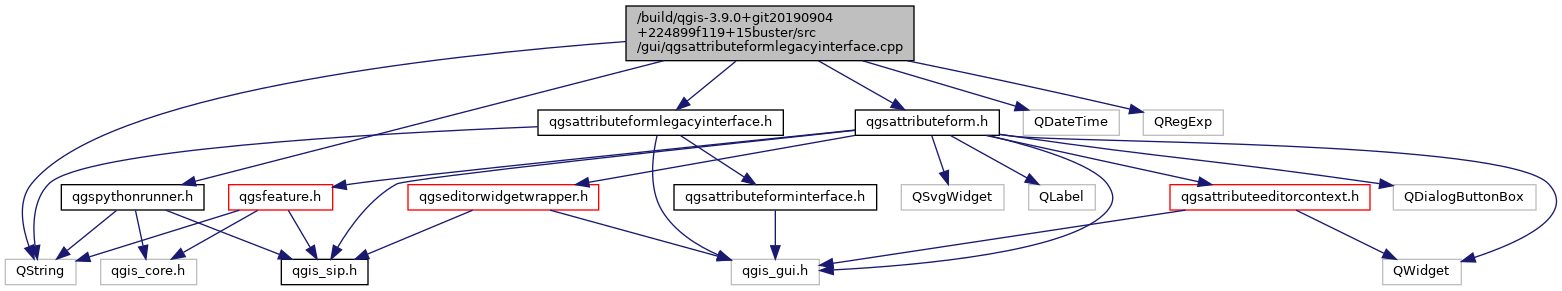 /build/qgis-3.9.0+git20190904
+224899f119+15buster/src
/gui/qgsattributeformlegacyinterface.cpp
qgsattributeformlegacyinterface.h
qgsattributeform.h
QDateTime
QRegExp
qgspythonrunner.h
qgsfeature.h
qgseditorwidgetwrapper.h
qgsattributeforminterface.h
QSvgWidget
QLabel
qgsattributeeditorcontext.h
QDialogButtonBox
QString
qgis_core.h
qgis_sip.h
qgis_gui.h
QWidget